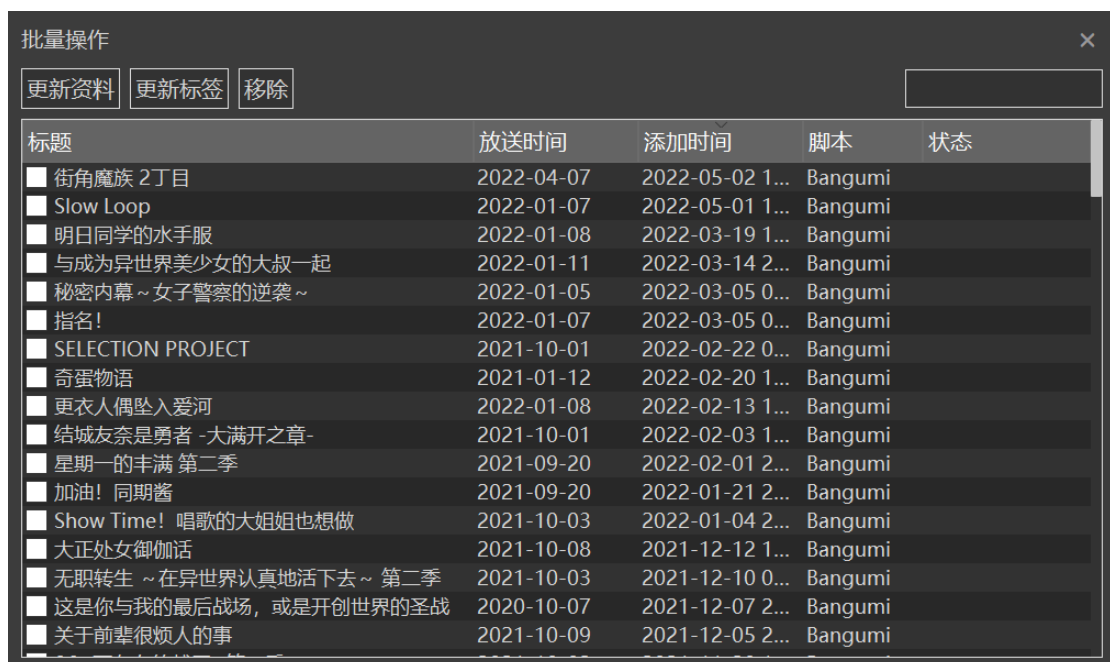 批量操作
更新资料 更新标签 移除
标题 放送时间 添加时间 脚本 状态
街角魔族 2丁目 2022-04-07 2022-05-02 1... Bangumi
Slow Loop 2022-01-07 2022-05-01 1... Bangumi
明日同学的水手服 2022-01-08 2022-03-19 1... Bangumi
与成为异世界美少女的大叔一起 2022-01-11 2022-03-14 2... Bangumi
秘密内幕~女子警察的逆袭~ 2022-01-05 2022-03-05 0... Bangumi
指名! 2022-01-07 2022-03-05 0... Bangumi
SELECTION PROJECT 2021-10-01 2022-02-22 0... Bangumi
奇蛋物语 2021-01-12 2022-02-20 1... Bangumi
更衣人偶坠入爱河 2022-01-08 2022-02-13 1... Bangumi
结城友奈是勇者 -大满开之章- 2021-10-01 2022-02-03 1... Bangumi
星期一的丰满 第二季 2021-09-20 2022-02-01 2... Bangumi
加油！同期酱 2021-09-20 2022-01-21 2... Bangumi
Show Time！唱歌的大姐姐也想做 2021-10-03 2022-01-04 2... Bangumi
大正处女御伽话 2021-10-08 2021-12-12 1... Bangumi
无职转生 ~在异世界认真地活下去~ 第二季 2021-10-03 2021-12-10 0... Bangumi
这是你与我的最后战场，或是开创世界的圣战 2020-10-07 2021-12-07 2... Bangumi
关于前辈很烦人的事 2021-10-09 2021-12-05 2... Bangumi